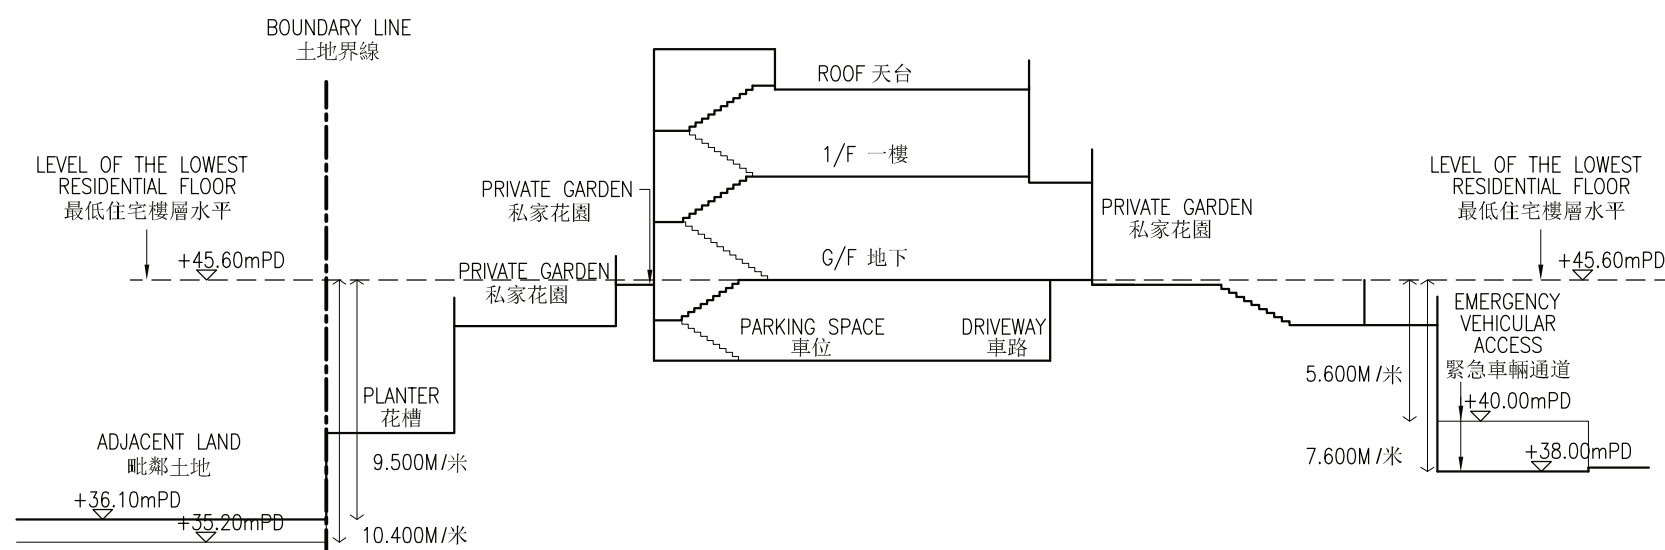 BOUNDARY LINE
土地界線
ROOF 天台
1/F 一樓
G/F 地下
LEVEL OF THE LOWEST
RESIDENTIAL FLOOR
最低住宅樓層水平
+45.60mPD
PRIVATE GARDEN
私家花園
PRIVATE GARDEN
私家花園
PRIVATE GARDEN
私家花園
LEVEL OF THE LOWEST
RESIDENTIAL FLOOR
最低住宅樓層水平
+45.60mPD
PARKING SPACE
車位
DRIVEWAY
車路
EMERGENCY
VEHICULAR
ACCESS
緊急車輛通道
5.600M/米
+40.00mPD
7.600M/米
+38.00mPD
PLANTER
花槽
ADJACENT LAND
毗鄰土地
9.500M/米
+36.10mPD
+35.20mPD
10.400M/米